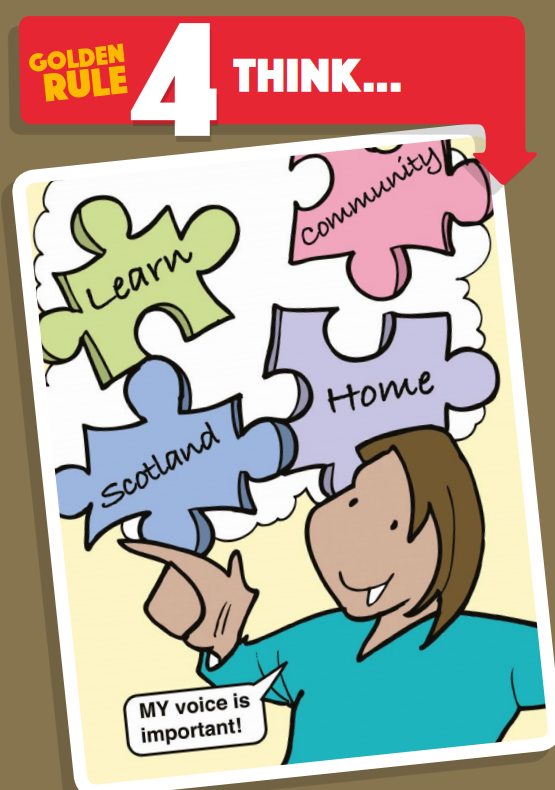 GOLDEN
RULE
4 THINK...
community
Learn
Home
Scotland
MY voice is
important!